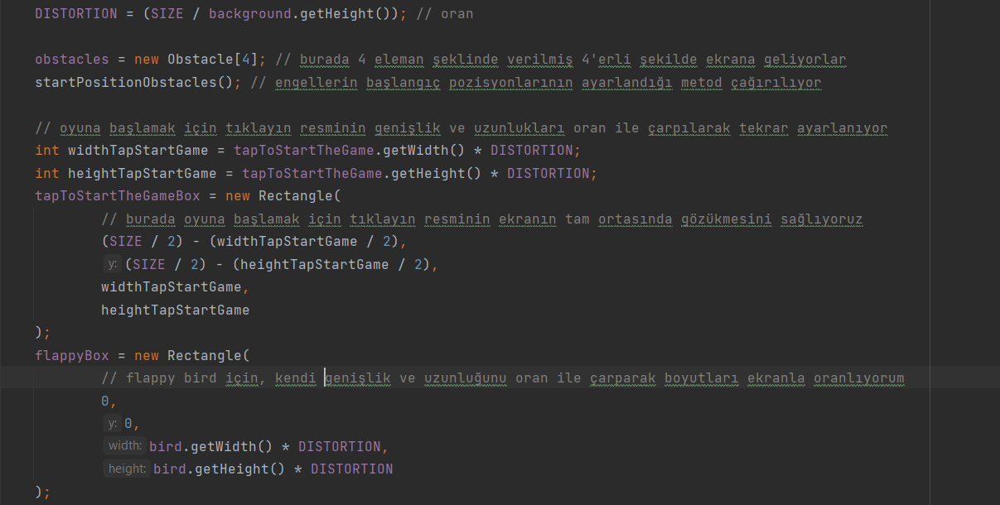 DISTORTION = (SIZE / background.getHeight()); // oran
obstacles = new Obstacle[4]; // burada 4 eleman şeklinde verilmiş 4'erli şekilde ekrana geliyorlar
startPositionObstacles(); // engellerin başlangıç pozisyonlarının ayarlandığı metod çağırılıyor
// oyuna başlamak için tıklayın resminin genişlik ve uzunlukları oran ile çarpılarak tekrar ayarlanıyor
int widthTapStartGame = tapToStartTheGame.getWidth() * DISTORTION;
int heightTapStartGame = tapToStartTheGame.getHeight() * DISTORTION;
tapToStartTheGameBox = new Rectangle(
// burada oyuna başlamak için tıklayın resminin ekranın tam ortasında gözükmesini sağlıyoruz
(SIZE / 2) - (widthTapStartGame / 2),
y: (SIZE / 2) - (heightTapStartGame / 2),
widthTapStartGame,
heightTapStartGame
);
flappyBox = new Rectangle(
// flappy bird için, kendi genişlik ve uzunluğunu oran ile çarparak boyutları ekranla oranlıyorum
0,
y: 0,
width: bird.getWidth() * DISTORTION,
height: bird.getHeight() * DISTORTION
);